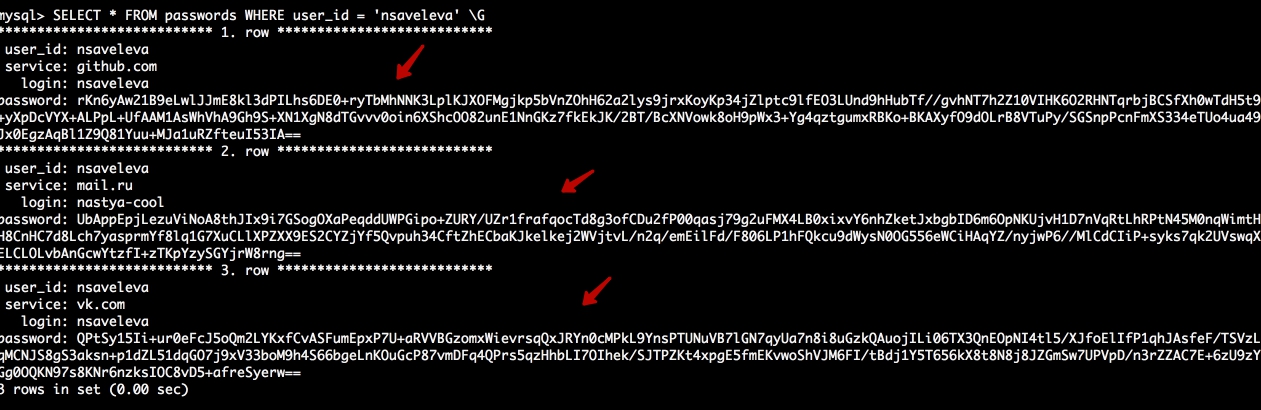 mysql> SELECT * FROM passwords WHERE user_id = 'nsaveleva' \G
*************************** 1. row ***************************
user_id: nsaveleva
service: github.com
login: nsaveleva
password: rKn6yAw21B9eLwlJJmE8kl3dPILhs6DE0+ryTbMhNNK3LplKJXOFMgjkp5bVnZOhH62a2lys9jrxKoyKp34jZlptc9lfEO3LUnd9hHubTf//gvhNT7h2Z10VIHK6O2RHNTqrbjBCSfXh0wTdH5t9
+yXpDcVYX+ALPpL+UfAAM1AsWhVhA9Gh9S+XN1XgN8dTGvvv0oin6XShcOO82unE1NnGKz7fkEkJK/2BT/BcXNVowk8oH9pWx3+Yg4qztgumxRBKo+BKAXyfO9dOLrB8VTuPy/SGSnpPcnFmXS334eTUo4ua49
Jx0EgzAqBl1Z9Q81Yuu+MJa1uRZfteuI53IA==
*************************** 2. row ***************************
user_id: nsaveleva
service: mail.ru
login: nastya-cool
password: UbAppEpjLezuViNoA8thJIx9i7GSogOXaPeqddUWPGipo+ZURY/UZr1frafqocTd8g3ofCDu2fP00qasj79g2uFMX4LB0xixvY6nhZketJxbgbID6m6OpNKUjvH1D7nVqRtLhRPtN45M0nqWimtH
H8CnHC7d8Lch7yasprmYf8lq1G7XuCLlXPZXX9ES2CYZjYf5Qvpuh34CftZhECbaKJkelkej2WVjtvL/n2q/emEilFd/F806LP1hFQkcu9dWysN0OG556eWCiHAqYZ/nyjwP6//MlCdCIiP+syks7qk2UVswqX
ELCLOLvbAnGcwYtzfI+zTKpYzySGYjrW8rng==
*************************** 3. row ***************************
user_id: nsaveleva
service: vk.com
login: nsaveleva
password: QPtSy15Ii+ur0eFcJ5oQm2LYKxfCvASFumEpxP7U+aRVVBGzomxWievrsqQxJRYn0cMPkL9YnsPTUNuVB7lGN7qyUa7n8i8uGzkQAuojILi06TX3QnEOpNI4tl5/XJfoElIfP1qhJAsfeF/TSVzL
qMCNJS8gS3aksn+p1dZL51dqGO7j9xV33boM9h4S66bgeLnKOuGcP87vmDFq4QPrs5qzHhbLI7OIhek/SJTPZKt4xpgE5fmEKvwoShVJM6FI/tBdj1Y5T656kX8t8N8j8JZGmSw7UPVpD/n3rZZAC7E+6zU9zY
Gg0OQKN97s8KNr6nzksIOC8vD5+afreSyerw==
3 rows in set (0.00 sec)